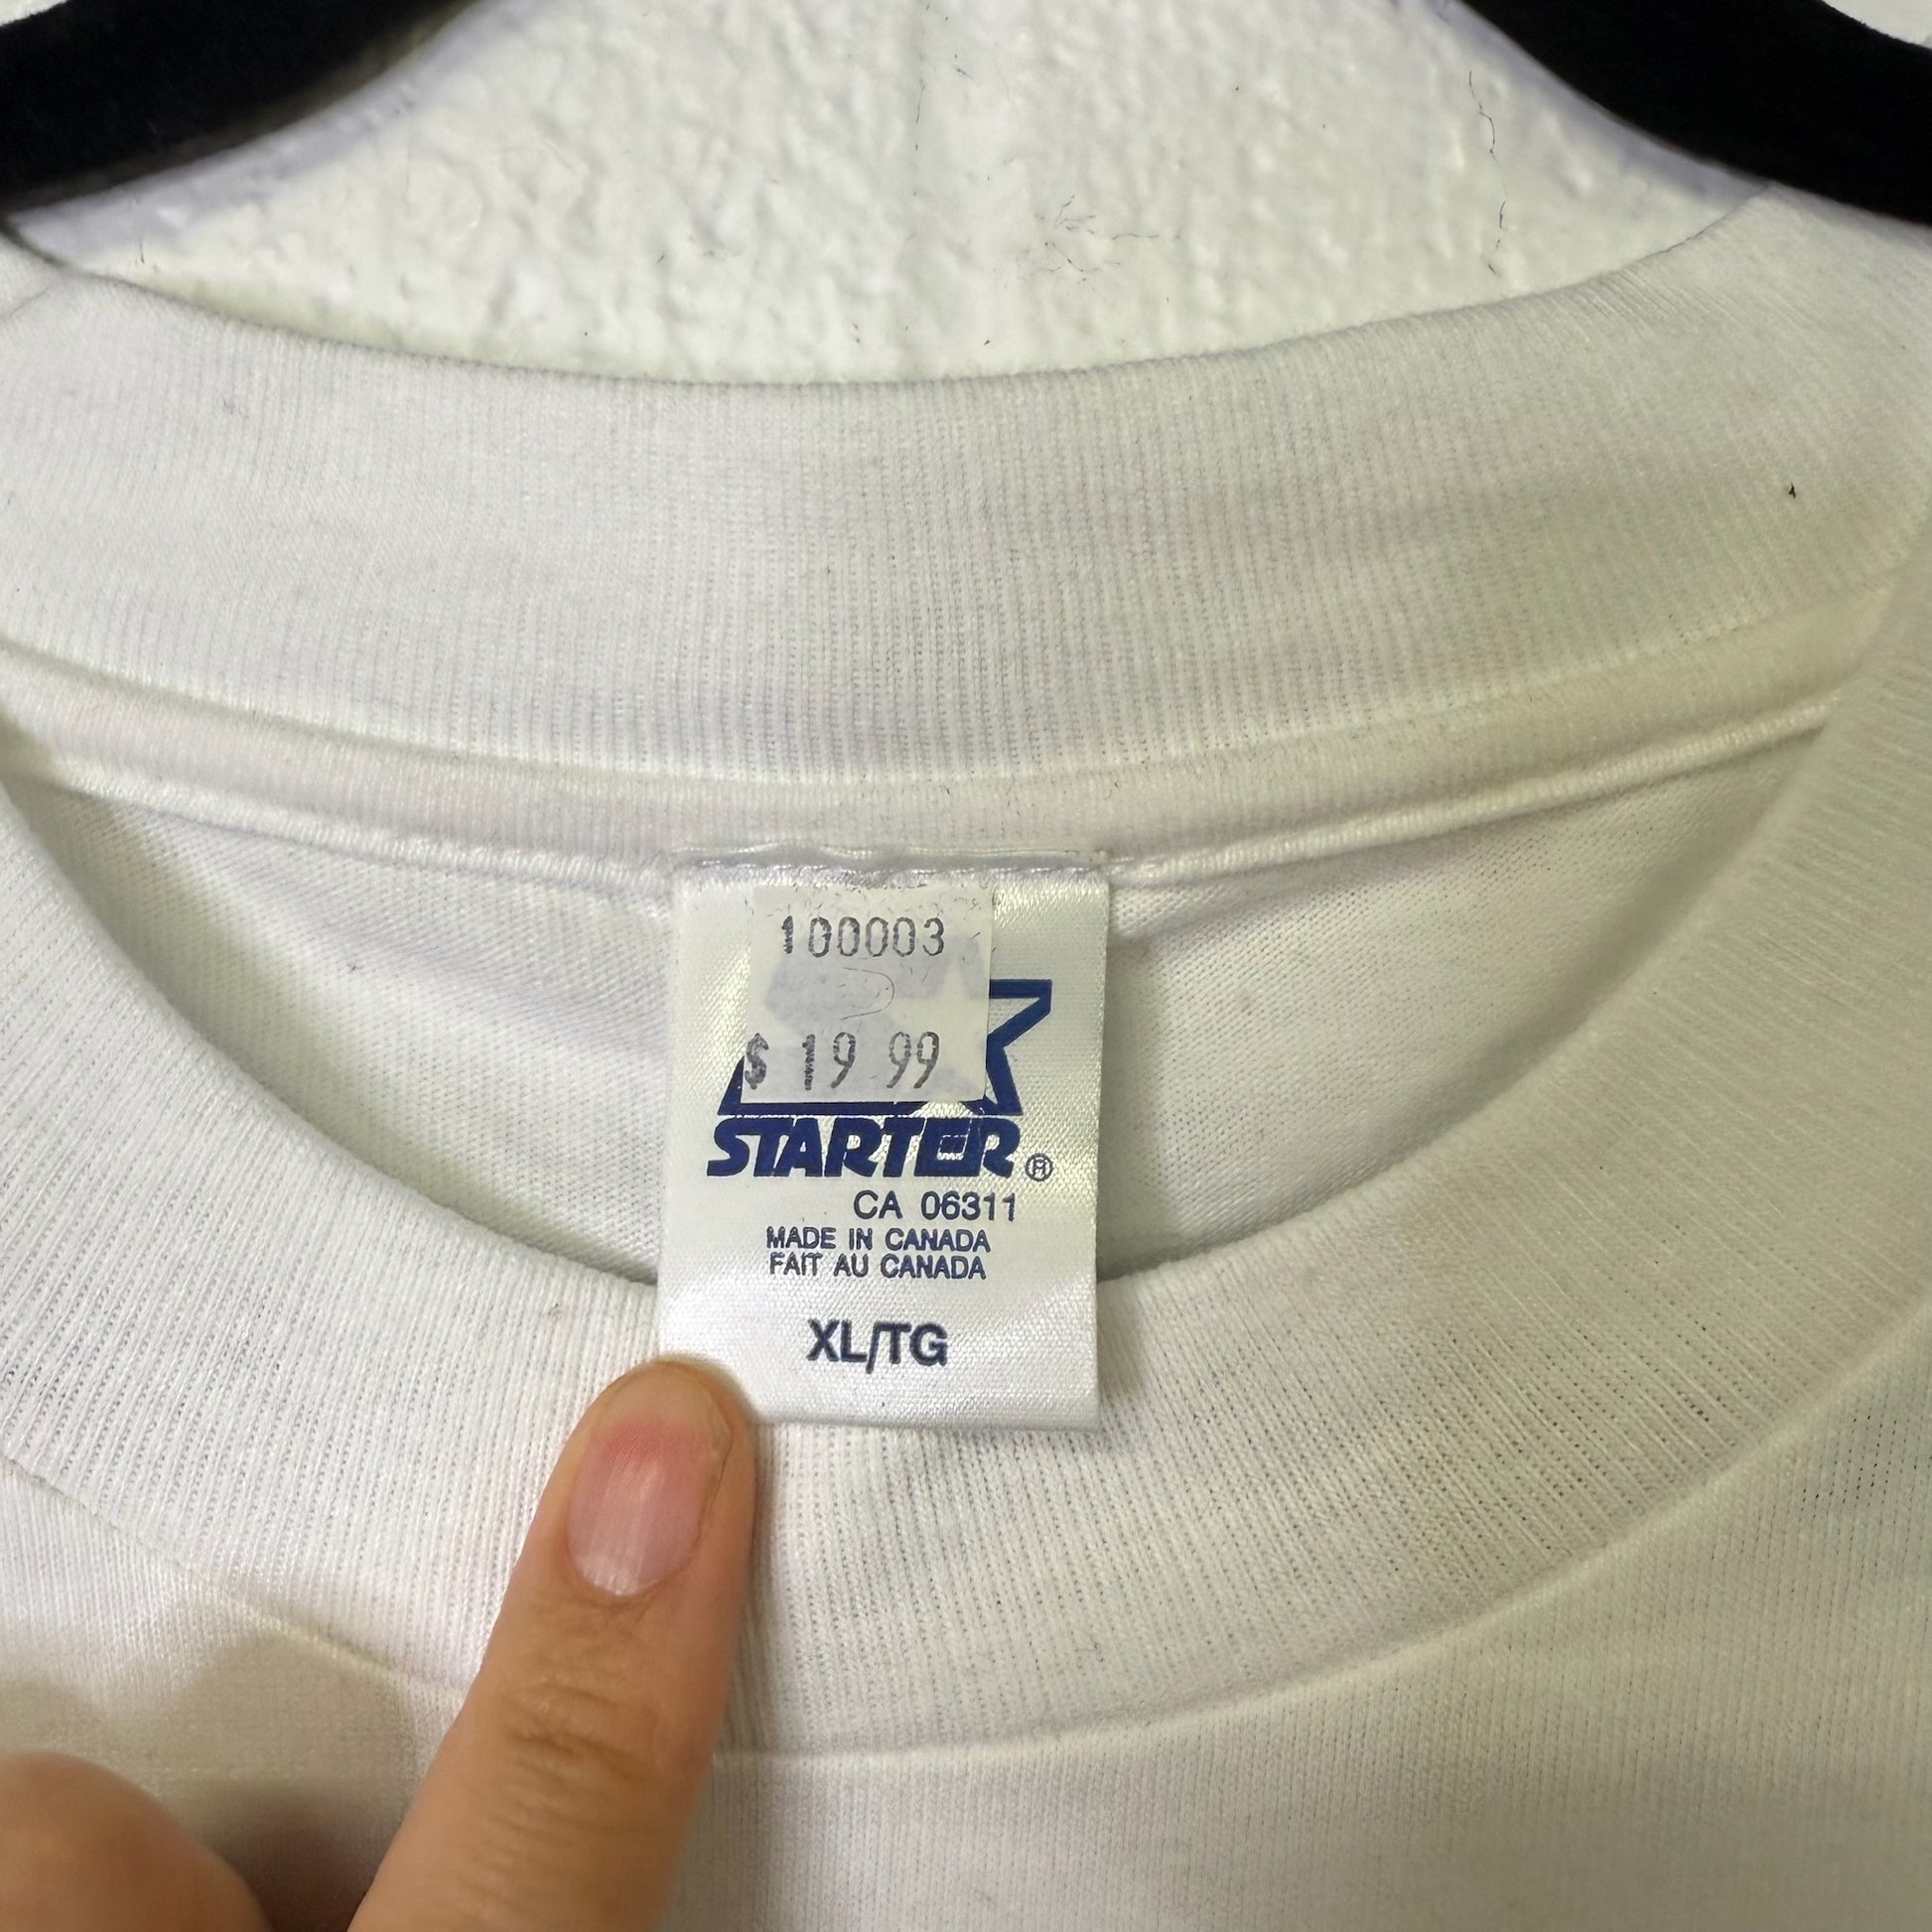 100003
$ 19 99
STARTER®
CA 06311
MADE IN CANADA
FAIT AU CANADA
XL/TG